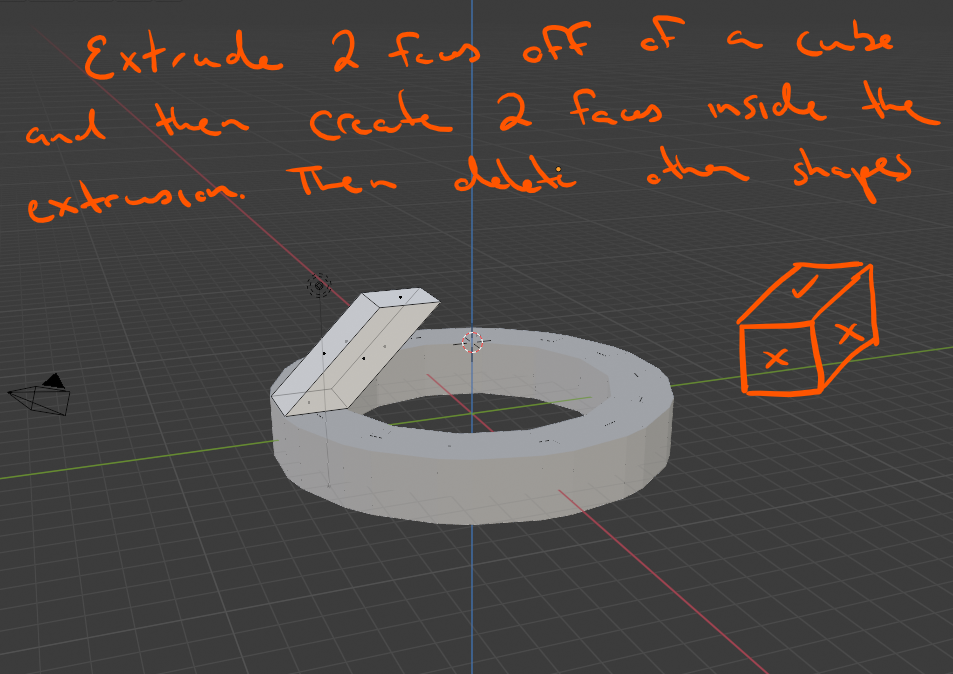 Extrude 2 faces off of a cube
and then create 2 faces inside the
extrusion. Then delete other shapes